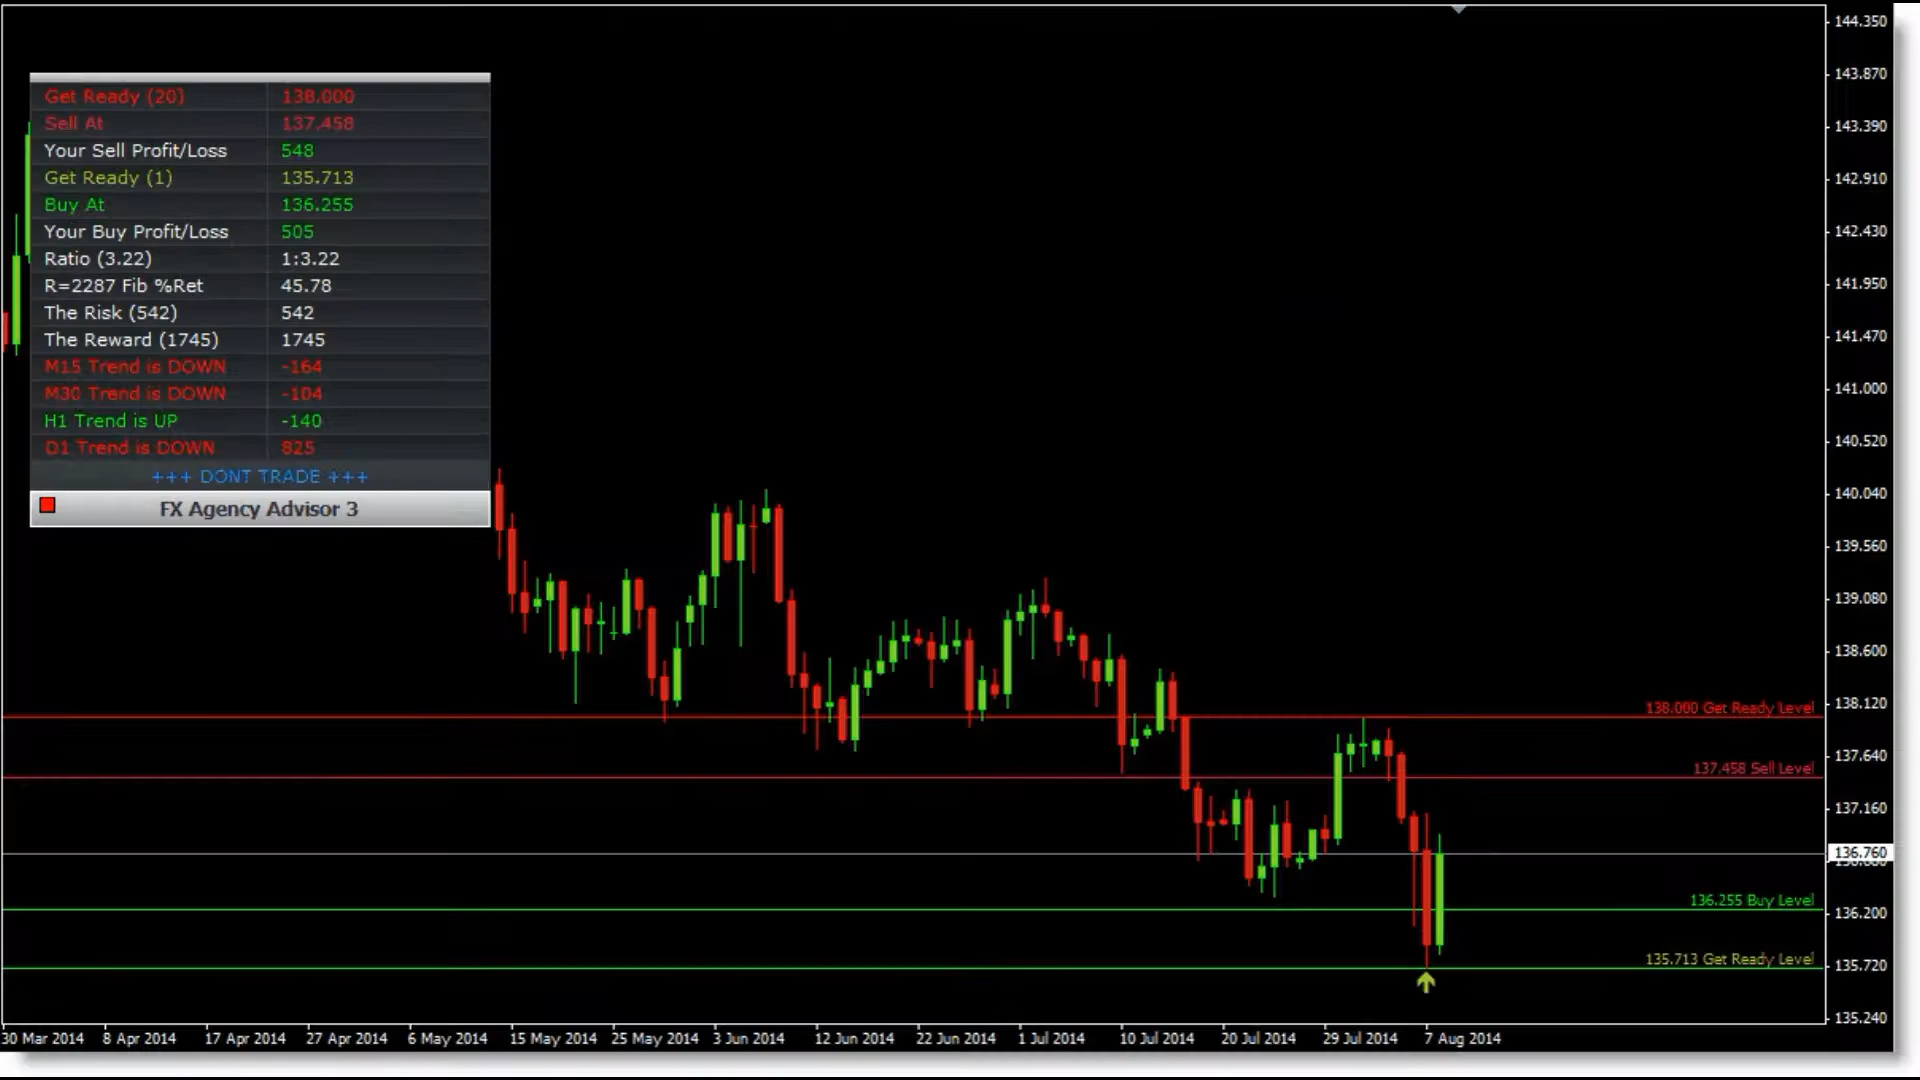 Get Ready (20) 138.000
Sell At 137.458
Your Sell Profit/Loss 548
Get Ready (1) 135.713
Buy At 136.255
Your Buy Profit/Loss 505
Ratio (3.22) 1:3.22
R=2287 Fib %Ret 45.78
The Risk (542) 542
The Reward (1745) 1745
M15 Trend is DOWN -164
M30 Trend is DOWN -104
H1 Trend is UP -140
D1 Trend is DOWN 825
+++ DONT TRADE +++
FX Agency Advisor 3
138.000 Get Ready Level
137.458 Sell Level
136.255 Buy Level
135.713 Get Ready Level
144.350
143.870
143.390
142.910
142.430
141.950
141.470
141.000
140.520
140.040
139.560
139.080
138.600
138.120
137.640
137.160
136.760
136.200
135.720
135.240
30 Mar 2014 8 Apr 2014 17 Apr 2014 27 Apr 2014 6 May 2014 15 May 2014 25 May 2014 3 Jun 2014 12 Jun 2014 22 Jun 2014 1 Jul 2014 10 Jul 2014 20 Jul 2014 29 Jul 2014 7 Aug 2014